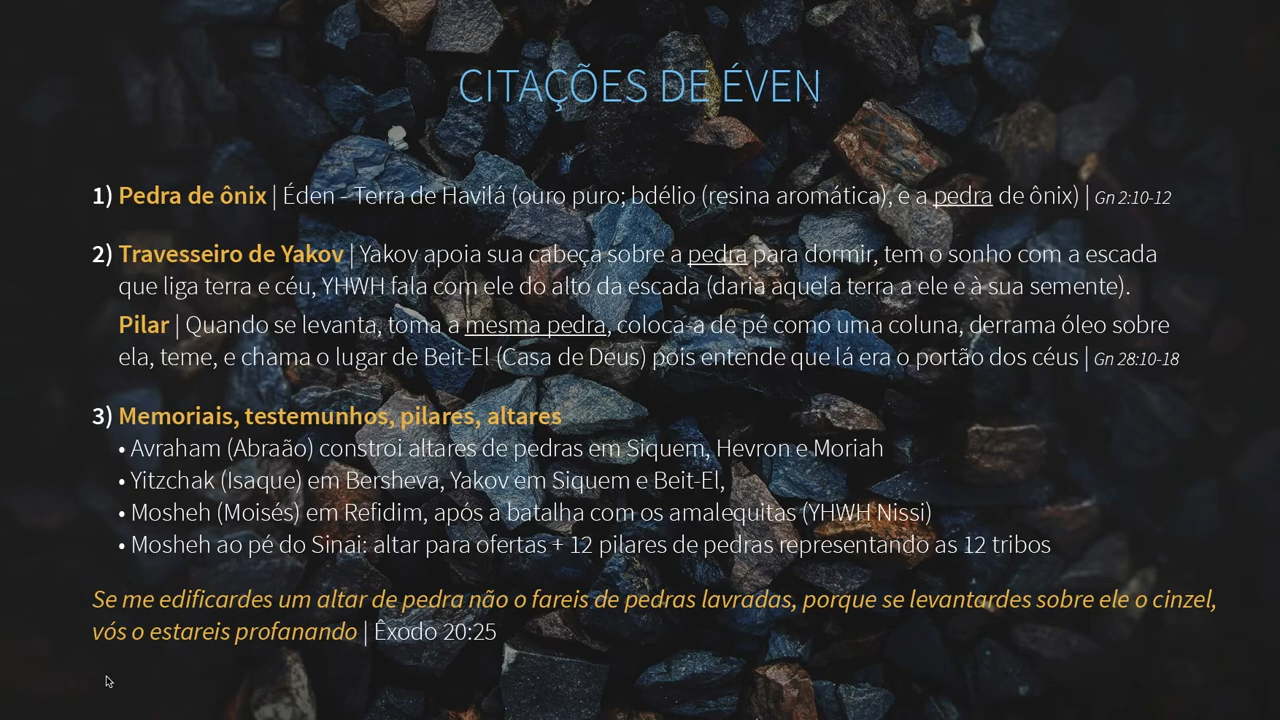 CITAÇÕES DE ÉVEN
1) Pedra de ônix | Éden - Terra de Havilá (ouro puro; bdélio (resina aromática), e a pedra de ônix) | Gn 2:10-12
2) Travesseiro de Yakov | Yakov apoia sua cabeça sobre a pedra para dormir, tem o sonho com a escada
que liga terra e céu, YHWH fala com ele do alto da escada (daria aquela terra a ele e à sua semente).
Pilar | Quando se levanta, toma a mesma pedra, coloca-a de pé como uma coluna, derrama óleo sobre
ela, teme, e chama o lugar de Beit-El (Casa de Deus) pois entende que lá era o portão dos céus | Gn 28:10-18
3) Memoriais, testemunhos, pilares, altares
• Avraham (Abraão) constroi altares de pedras em Siquem, Hevron e Moriah
• Yitzchak (Isaque) em Bersheva, Yakov em Siquem e Beit-El,
• Mosheh (Moisés) em Refidim, após a batalha com os amalequitas (YHWH Nissi)
• Mosheh ao pé do Sinai: altar para ofertas + 12 pilares de pedras representando as 12 tribos
Se me edificardes um altar de pedra não o fareis de pedras lavradas, porque se levantardes sobre ele o cinzel,
vós o estareis profanando | Êxodo 20:25